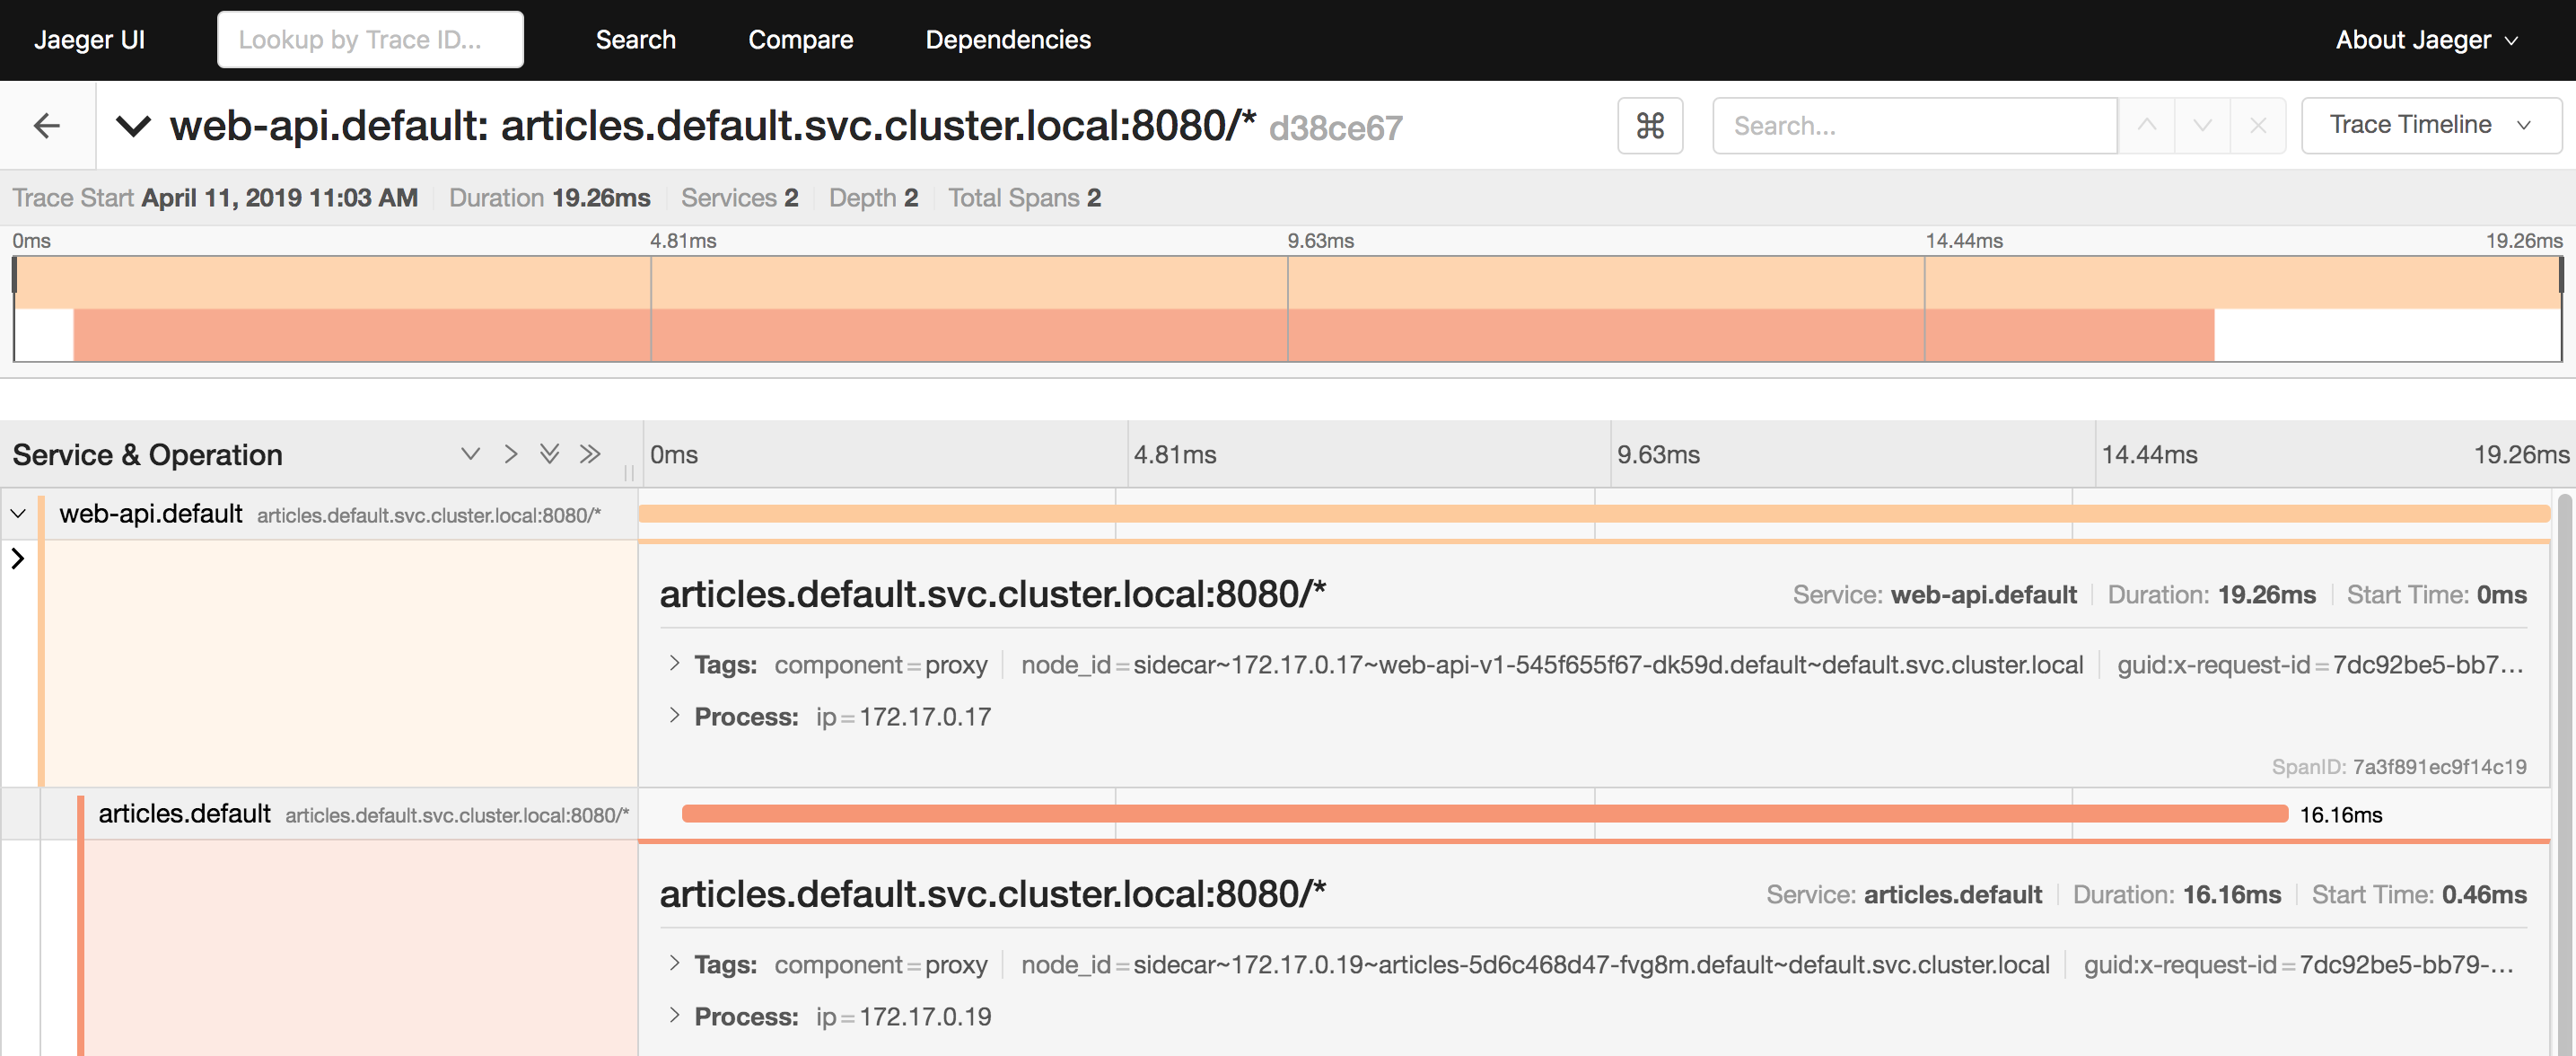 Jaeger UI Lookup by Trace ID... Search Compare Dependencies About Jaeger
web-api.default: articles.default.svc.cluster.local:8080/* d38ce67 ⌘ Search... Trace Timeline
Trace Start April 11, 2019 11:03 AM Duration 19.26ms Services 2 Depth 2 Total Spans 2
0ms 4.81ms 9.63ms 14.44ms 19.26ms
Service & Operation 0ms 4.81ms 9.63ms 14.44ms 19.26ms
web-api.default articles.default.svc.cluster.local:8080/*
articles.default.svc.cluster.local:8080/* Service: web-api.default Duration: 19.26ms Start Time: 0ms
Tags: component=proxy node_id=sidecar~172.17.0.17~web-api-v1-545f655f67-dk59d.default~default.svc.cluster.local guid:x-request-id=7dc92be5-bb7...
Process: ip=172.17.0.17
SpanID: 7a3f891ec9f14c19
articles.default articles.default.svc.cluster.local:8080/* 16.16ms
articles.default.svc.cluster.local:8080/* Service: articles.default Duration: 16.16ms Start Time: 0.46ms
Tags: component=proxy node_id=sidecar~172.17.0.19~articles-5d6c468d47-fvg8m.default~default.svc.cluster.local guid:x-request-id=7dc92be5-bb79-...
Process: ip=172.17.0.19